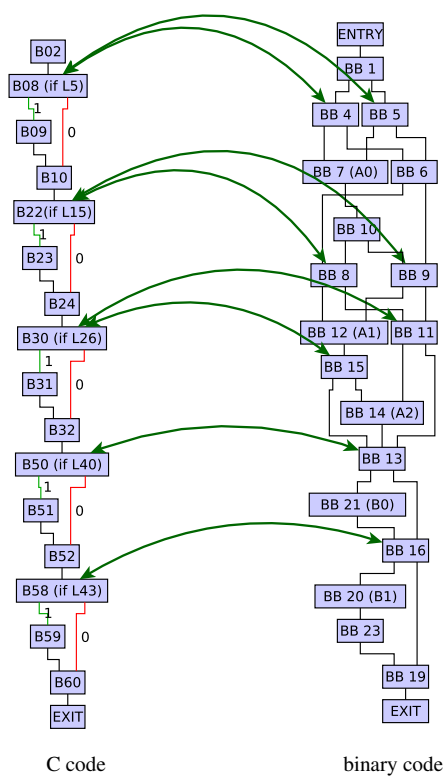 B02
B08 (if L5)
1
0
B09
B10
B22(if L15)
1
0
B23
B24
B30 (if L26)
1
0
B31
B32
B50 (if L40)
1
0
B51
B52
B58 (if L43)
1
0
B59
B60
EXIT
C code
ENTRY
BB 1
BB 4
BB 5
BB 7 (A0)
BB 6
BB 10
BB 8
BB 9
BB 12 (A1)
BB 11
BB 15
BB 14 (A2)
BB 13
BB 21 (B0)
BB 16
BB 20 (B1)
BB 23
BB 19
EXIT
binary code